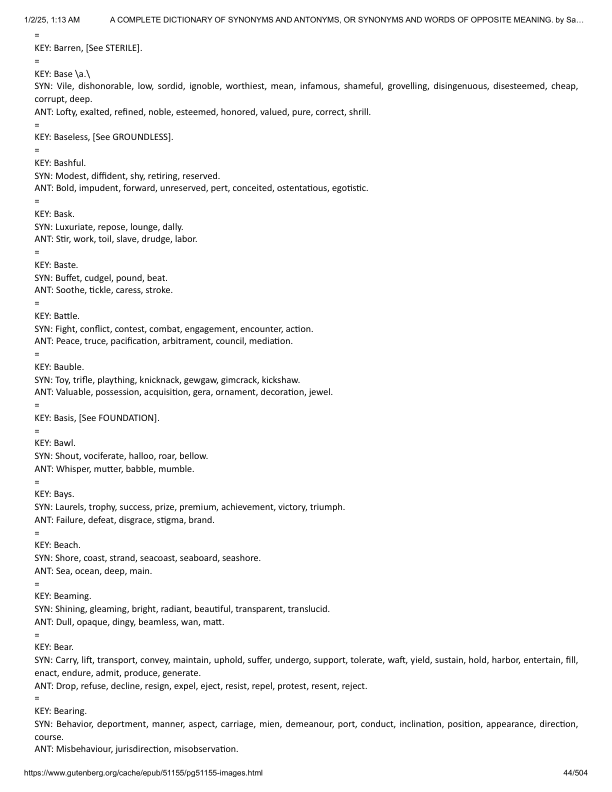 1/2/25, 1:13 AM A COMPLETE DICTIONARY OF SYNONYMS AND ANTONYMS, OR SYNONYMS AND WORDS OF OPPOSITE MEANING. by Sa…
=
KEY: Barren, [See STERILE].
=
KEY: Base \a.\
SYN: Vile, dishonorable, low, sordid, ignoble, worthiest, mean, infamous, shameful, grovelling, disingenuous, disesteemed, cheap,
corrupt, deep.
ANT: Lofty, exalted, refined, noble, esteemed, honored, valued, pure, correct, shrill.
=
KEY: Baseless, [See GROUNDLESS].
=
KEY: Bashful.
SYN: Modest, diffident, shy, retiring, reserved.
ANT: Bold, impudent, forward, unreserved, pert, conceited, ostentatious, egotistic.
=
KEY: Bask.
SYN: Luxuriate, repose, lounge, dally.
ANT: Stir, work, toil, slave, drudge, labor.
=
KEY: Baste.
SYN: Buffet, cudgel, pound, beat.
ANT: Soothe, tickle, caress, stroke.
=
KEY: Battle.
SYN: Fight, conflict, contest, combat, engagement, encounter, action.
ANT: Peace, truce, pacification, arbitrament, council, mediation.
=
KEY: Bauble.
SYN: Toy, trifle, plaything, knicknack, gewgaw, gimcrack, kickshaw.
ANT: Valuable, possession, acquisition, gera, ornament, decoration, jewel.
=
KEY: Basis, [See FOUNDATION].
=
KEY: Bawl.
SYN: Shout, vociferate, halloo, roar, bellow.
ANT: Whisper, mutter, babble, mumble.
=
KEY: Bays.
SYN: Laurels, trophy, success, prize, premium, achievement, victory, triumph.
ANT: Failure, defeat, disgrace, stigma, brand.
=
KEY: Beach.
SYN: Shore, coast, strand, seacoast, seaboard, seashore.
ANT: Sea, ocean, deep, main.
=
KEY: Beaming.
SYN: Shining, gleaming, bright, radiant, beautiful, transparent, translucid.
ANT: Dull, opaque, dingy, beamless, wan, matt.
=
KEY: Bear.
SYN: Carry, lift, transport, convey, maintain, uphold, suffer, undergo, support, tolerate, waft, yield, sustain, hold, harbor, entertain, fill,
enact, endure, admit, produce, generate.
ANT: Drop, refuse, decline, resign, expel, eject, resist, repel, protest, resent, reject.
=
KEY: Bearing.
SYN: Behavior, deportment, manner, aspect, carriage, mien, demeanour, port, conduct, inclination, position, appearance, direction,
course.
ANT: Misbehaviour, jurisdirection, misobservation.
https://www.gutenberg.org/cache/epub/51155/pg51155-images.html 44/504